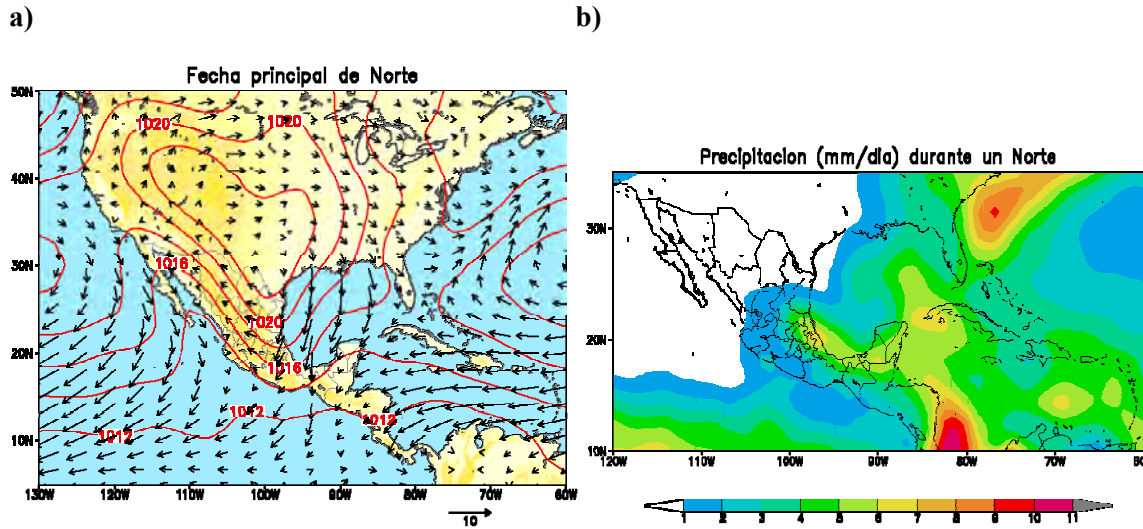 a)
b)
Fecha principal de Norte
50N
40N
30N
20N
10N
130W 120W 110W 100W 90W 80W 70W 60W
1020
1020
1016
1020
1016
1012
1012
1012
10
Precipitacion (mm/dia) durante un Norte
30N
20N
10N
120W 110W 100W 90W 80W 70W 60W
1 2 3 4 5 6 7 8 9 10 11